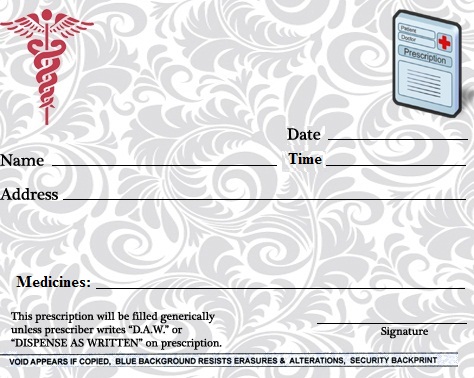 Patient
Doctor
Prescription
Date
Name
Time
Address
Medicines:
This prescription will be filled generically
unless prescriber writes “D.A.W.” or
“DISPENSE AS WRITTEN” on prescription.
Signature
VOID APPEARS IF COPIED, BLUE BACKGROUND RESISTS ERASURES & ALTERATIONS, SECURITY BACKPRINT